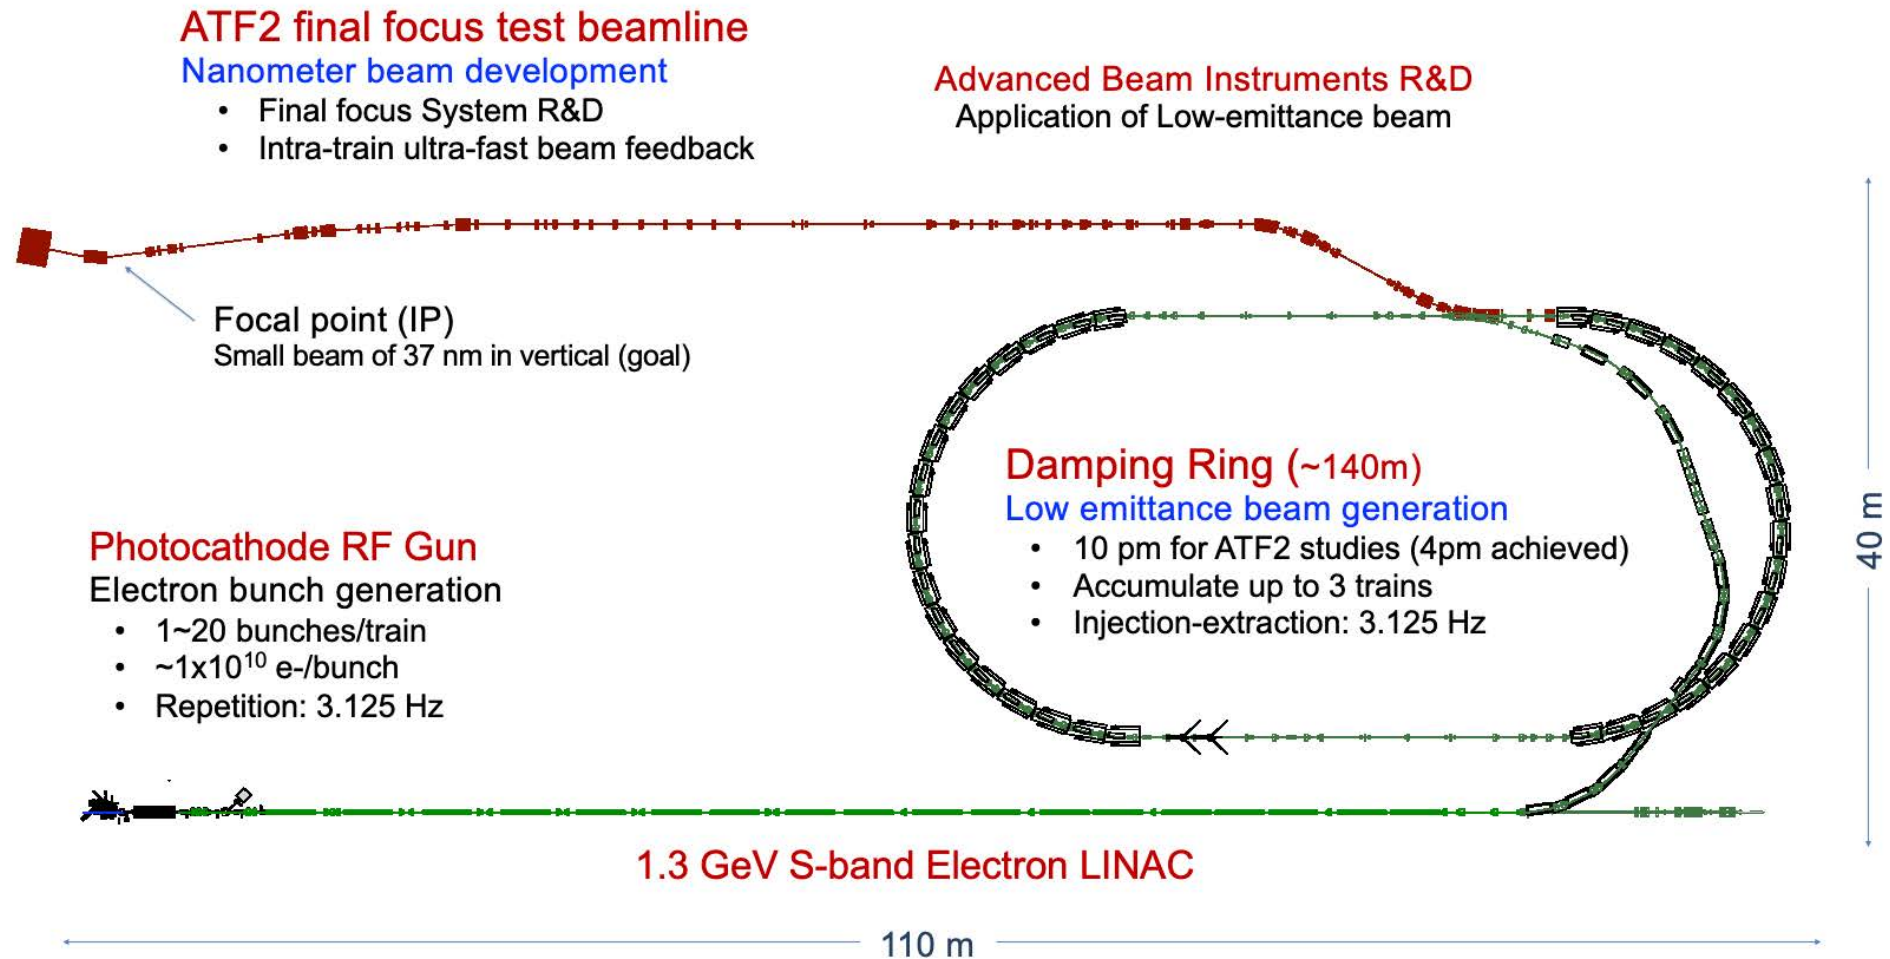 ATF2 final focus test beamline
Nanometer beam development
• Final focus System R&D
• Intra-train ultra-fast beam feedback
Advanced Beam Instruments R&D
Application of Low-emittance beam
Focal point (IP)
Small beam of 37 nm in vertical (goal)
Damping Ring (~140m)
Low emittance beam generation
• 10 pm for ATF2 studies (4pm achieved)
• Accumulate up to 3 trains
• Injection-extraction: 3.125 Hz
40 m
Photocathode RF Gun
Electron bunch generation
• 1~20 bunches/train
• ~1x10¹⁰ e-/bunch
• Repetition: 3.125 Hz
1.3 GeV S-band Electron LINAC
110 m